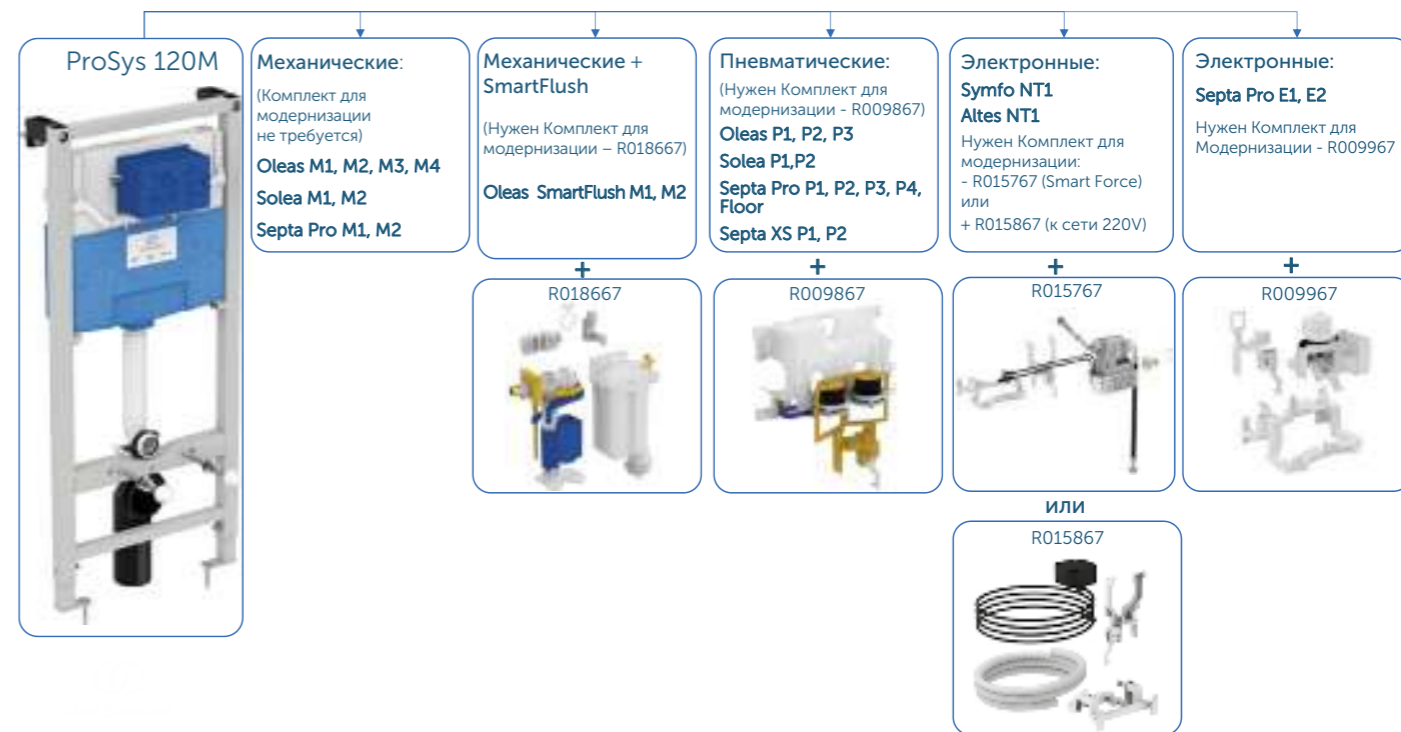 ProSys 120M
Механические:
(Комплект для
модернизации
не требуется)
Oleas M1, M2, M3, M4
Solea M1, M2
Septa Pro M1, M2
Механические +
SmartFlush
(Нужен Комплект для
модернизации – R018667)
Oleas SmartFlush M1, M2
+
R018667
Пневматические:
(Нужен Комплект для
модернизации - R009867)
Oleas P1, P2, P3
Solea P1,P2
Septa Pro P1, P2, P3, P4,
Floor
Septa XS P1, P2
+
R009867
Электронные:
Symfo NT1
Altes NT1
Нужен Комплект для
модернизации:
- R015767 (Smart Force)
или
+ R015867 (к сети 220V)
+
R015767
или
R015867
Электронные:
Septa Pro E1, E2
Нужен Комплект для
Модернизации - R009967
+
R009967